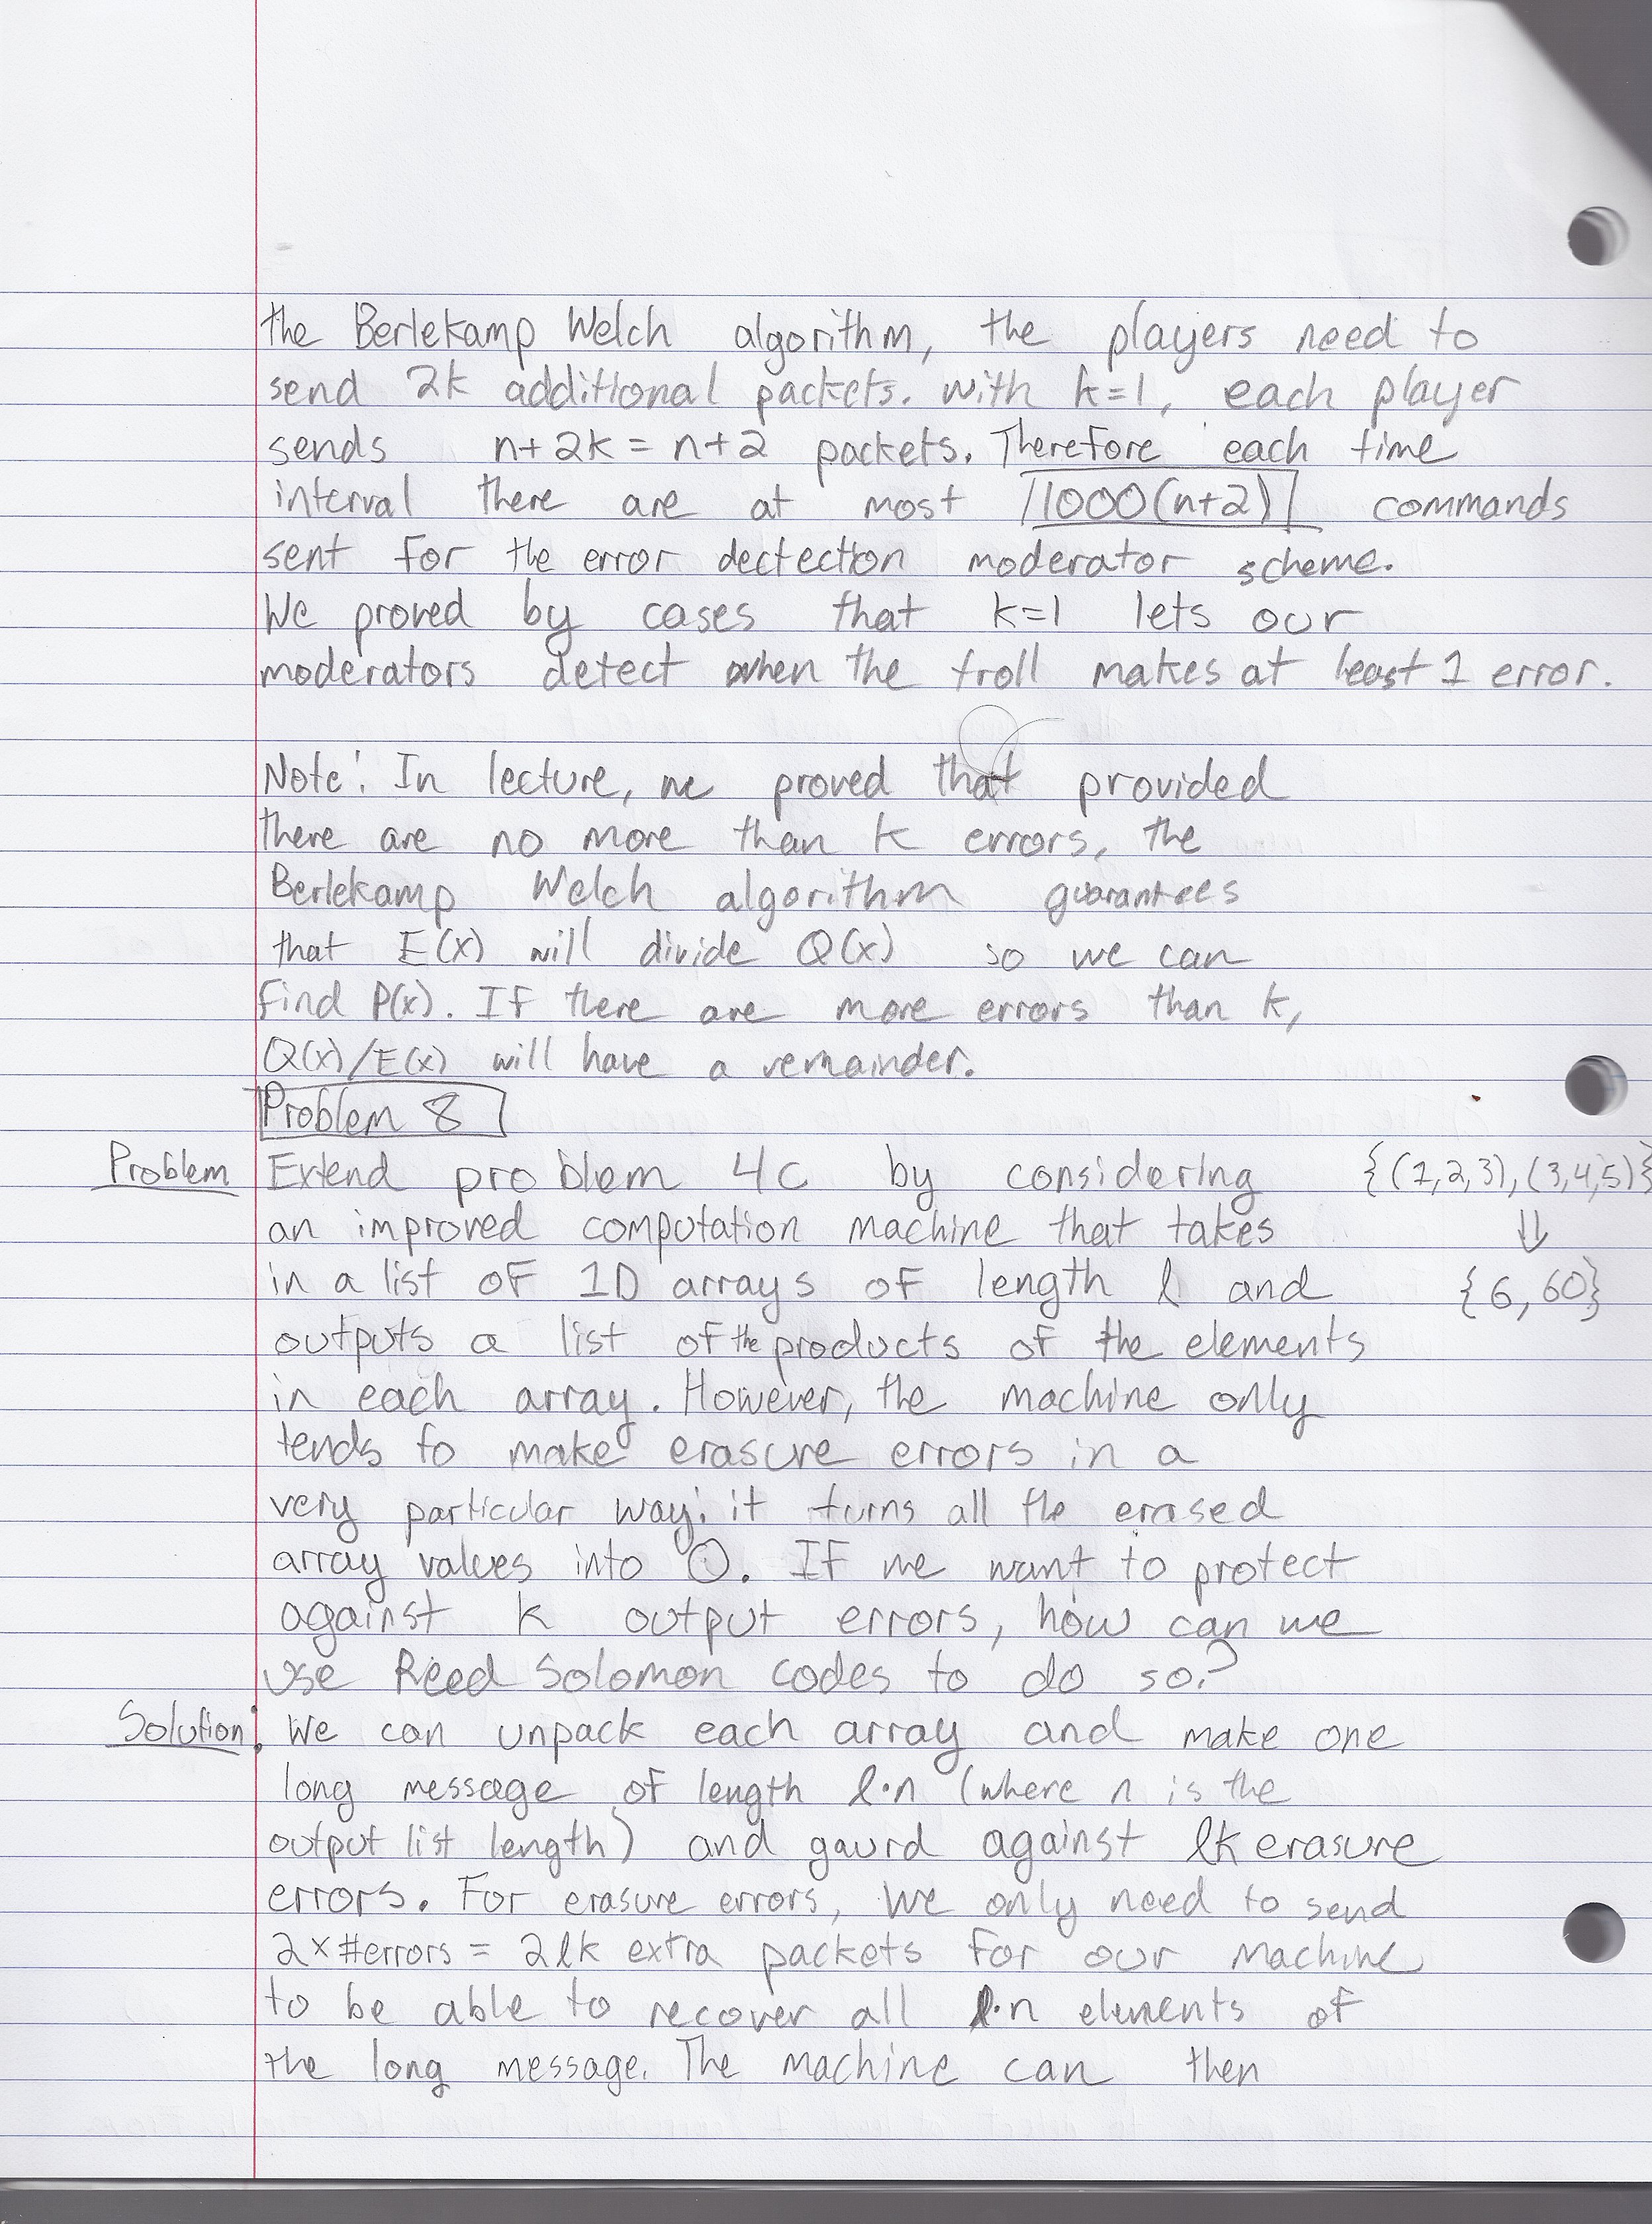 the Berlekamp Welch algorithm, the players need to
send 2k additional packets. With k=1, each player
sends n+2k = n+2 packets. Therefore each time
interval there are at most 1000(n+2) commands
sent for the error dectection moderator scheme.
We proved by cases that k=1 lets our
moderators detect when the troll makes at least 1 error.
Note: In lecture, we proved that provided
there are no more than k errors, the
Berlekamp Welch algorithm guarantees
that E(x) will divide Q(x) so we can
find P(x). If there are more errors than k,
Q(x)/E(x) will have a remainder.
Problem 8
Problem Extend problem 4c by considering {(1,2,3),(3,4,5)}
an improved computation machine that takes ⇓
in a list of 1D arrays of length l and {6,60}
outputs a list of the products of the elements
in each array. However, the machine only
tends to make erasure errors in a
very particular way: it turns all the erased
array values into 0. If we want to protect
against k output errors, how can we
use Reed Solomon codes to do so?
Solution: We can unpack each array and make one
long message of length l·n (where n is the
output list length) and gaurd against lk erasure
errors. For erasure errors, we only need to send
2×#errors = 2lk extra packets for our machine
to be able to recover all l·n elements of
the long message. The machine can then